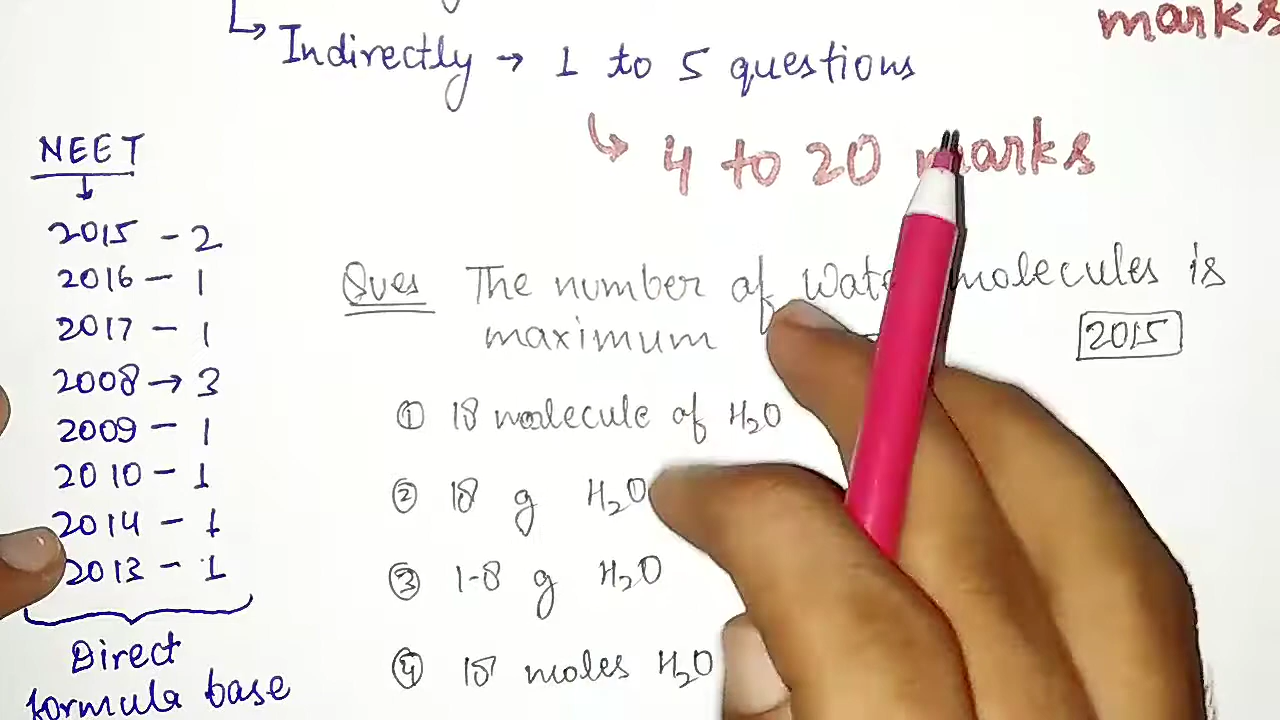 marks
↳ Indirectly → 1 to 5 questions
↳ 4 to 20 marks
NEET
↓
2015 - 2
2016 - 1
2017 - 1
2008 → 3
2009 - 1
2010 - 1
2014 - 1
2013 - 1
Direct
formula base
Ques The number of Wate molecules is
maximum
2015
① 18 molecule of H₂O
② 18 g H₂O
③ 1-8 g H₂O
④ 18 moles H₂O